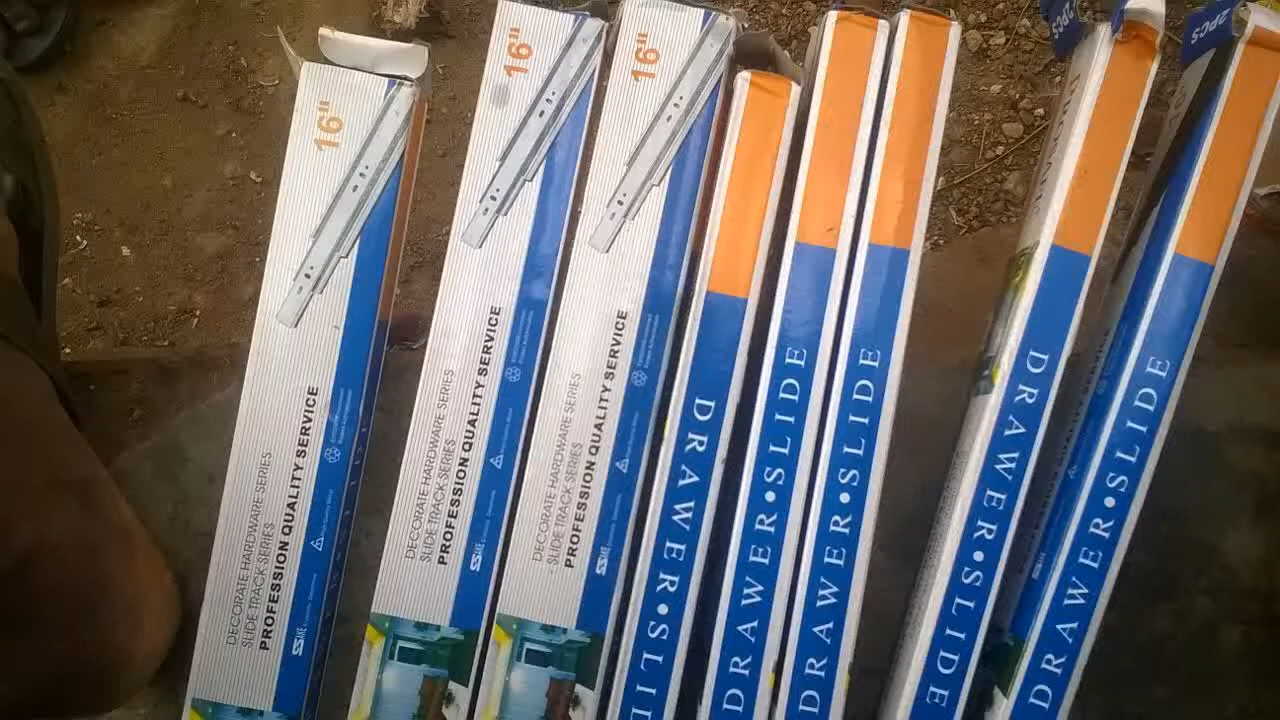 16"
DECORATE HARDWARE SERIES
SLIDE TRACK SERIES
PROFESSION QUALITY SERVICE
16"
DECORATE HARDWARE SERIES
SLIDE TRACK SERIES
PROFESSION QUALITY SERVICE
16"
DECORATE HARDWARE SERIES
SLIDE TRACK SERIES
PROFESSION QUALITY SERVICE
DRAWER•SLID
DRAWER•SLIDE
DRAWER•SLIDE
2PCS
DRAWER•SLIDE
2PCS
DRAWER•SLIDE